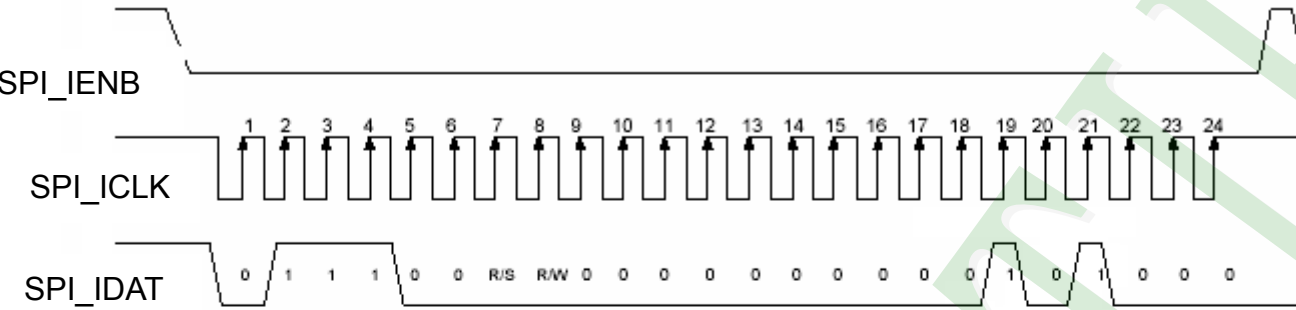 SPI_IENB
1 2 3 4 5 6 7 8 9 10 11 12 13 14 15 16 17 18 19 20 21 22 23 24
SPI_ICLK
0 1 1 1 0 0 R/S R/W 0 0 0 0 0 0 0 0 0 0 1 0 1 0 0 0
SPI_IDAT